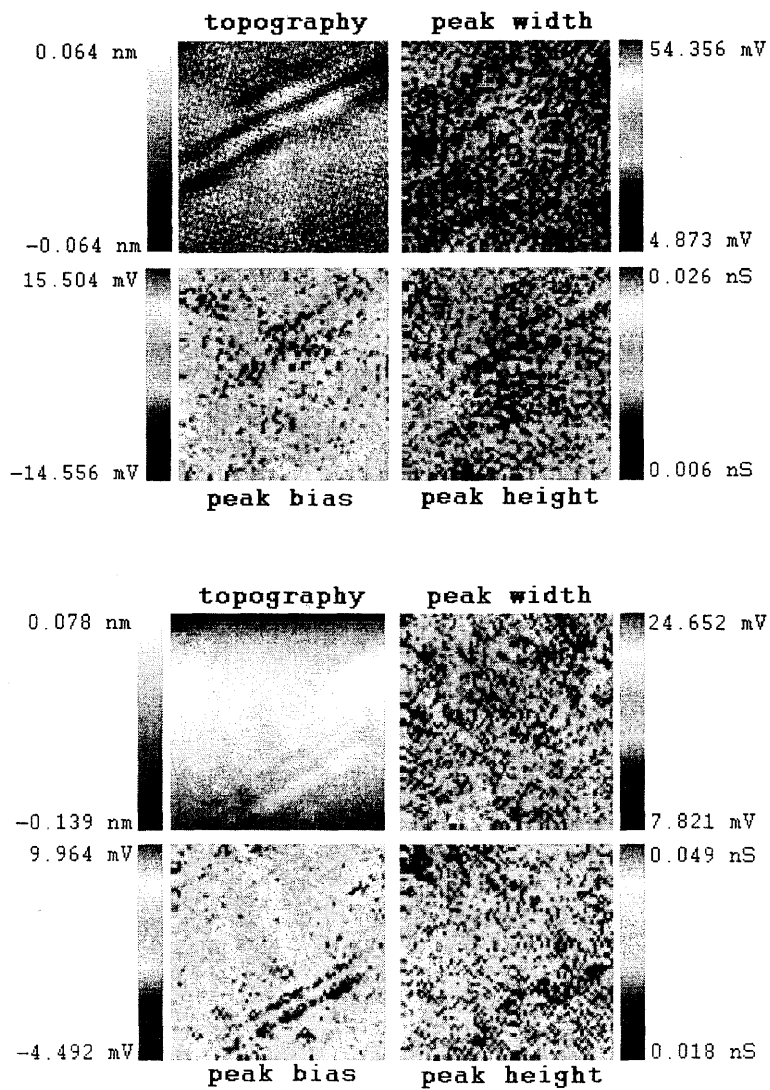 topography peak width
0.064 nm
54.356 mV
-0.064 nm
4.873 mV
15.504 mV
0.026 nS
-14.556 mV
0.006 nS
peak bias peak height
topography peak width
0.078 nm
24.652 mV
-0.139 nm
7.821 mV
9.964 mV
0.049 nS
-4.492 mV
0.018 nS
peak bias peak height